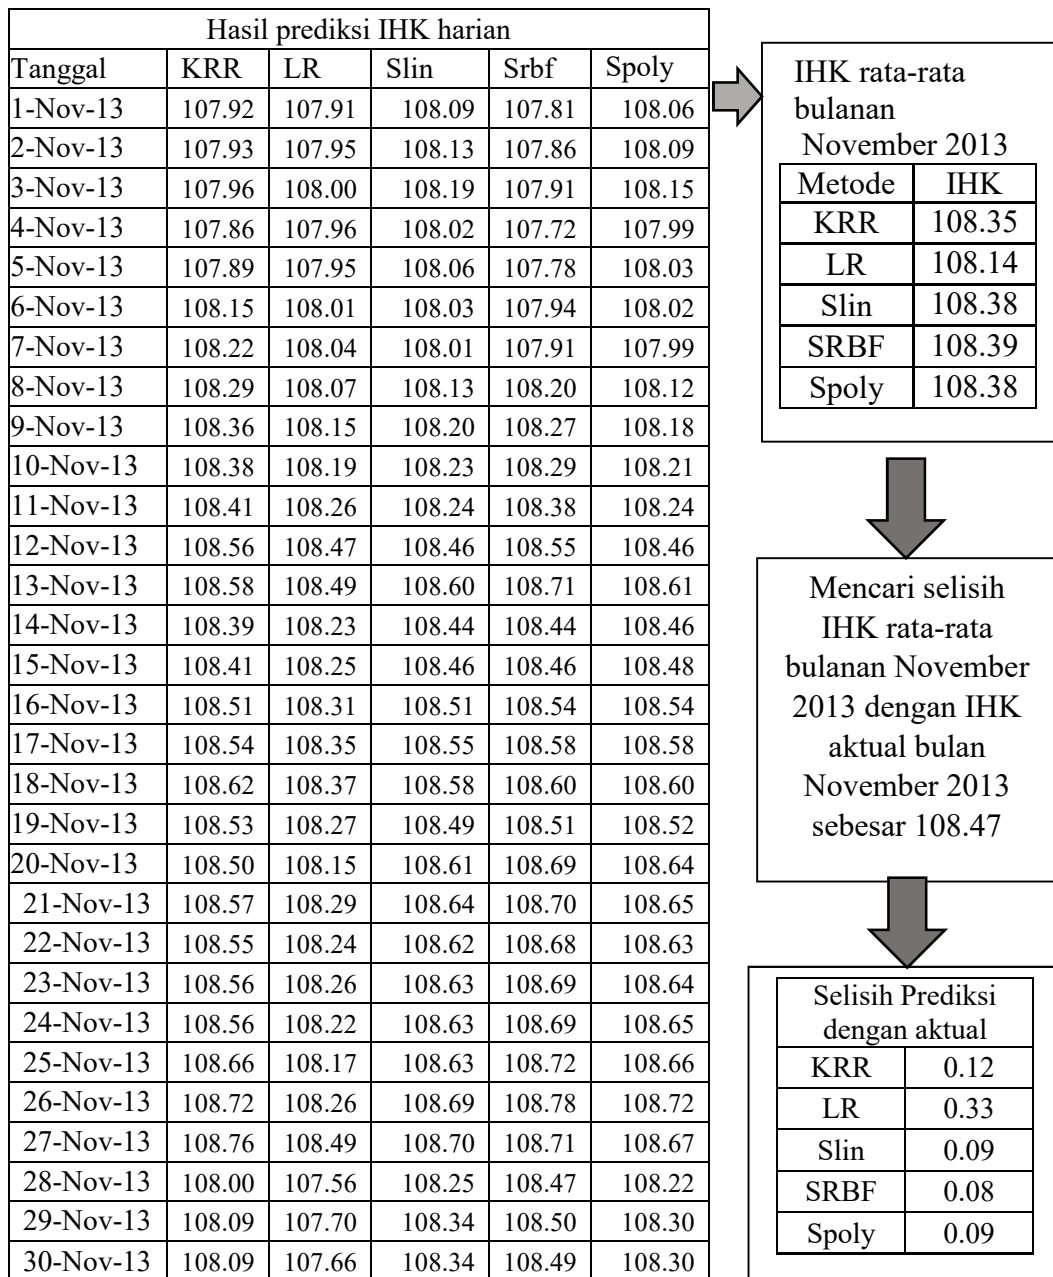 Hasil prediksi IHK harian
Tanggal KRR LR Slin Srbf Spoly
1-Nov-13 107.92 107.91 108.09 107.81 108.06
2-Nov-13 107.93 107.95 108.13 107.86 108.09
3-Nov-13 107.96 108.00 108.19 107.91 108.15
4-Nov-13 107.86 107.96 108.02 107.72 107.99
5-Nov-13 107.89 107.95 108.06 107.78 108.03
6-Nov-13 108.15 108.01 108.03 107.94 108.02
7-Nov-13 108.22 108.04 108.01 107.91 107.99
8-Nov-13 108.29 108.07 108.13 108.20 108.12
9-Nov-13 108.36 108.15 108.20 108.27 108.18
10-Nov-13 108.38 108.19 108.23 108.29 108.21
11-Nov-13 108.41 108.26 108.24 108.38 108.24
12-Nov-13 108.56 108.47 108.46 108.55 108.46
13-Nov-13 108.58 108.49 108.60 108.71 108.61
14-Nov-13 108.39 108.23 108.44 108.44 108.46
15-Nov-13 108.41 108.25 108.46 108.46 108.48
16-Nov-13 108.51 108.31 108.51 108.54 108.54
17-Nov-13 108.54 108.35 108.55 108.58 108.58
18-Nov-13 108.62 108.37 108.58 108.60 108.60
19-Nov-13 108.53 108.27 108.49 108.51 108.52
20-Nov-13 108.50 108.15 108.61 108.69 108.64
21-Nov-13 108.57 108.29 108.64 108.70 108.65
22-Nov-13 108.55 108.24 108.62 108.68 108.63
23-Nov-13 108.56 108.26 108.63 108.69 108.64
24-Nov-13 108.56 108.22 108.63 108.69 108.65
25-Nov-13 108.66 108.17 108.63 108.72 108.66
26-Nov-13 108.72 108.26 108.69 108.78 108.72
27-Nov-13 108.76 108.49 108.70 108.71 108.67
28-Nov-13 108.00 107.56 108.25 108.47 108.22
29-Nov-13 108.09 107.70 108.34 108.50 108.30
30-Nov-13 108.09 107.66 108.34 108.49 108.30
IHK rata-rata
bulanan
November 2013
Metode IHK
KRR 108.35
LR 108.14
Slin 108.38
SRBF 108.39
Spoly 108.38
Mencari selisih
IHK rata-rata
bulanan November
2013 dengan IHK
aktual bulan
November 2013
sebesar 108.47
Selisih Prediksi
dengan aktual
KRR 0.12
LR 0.33
Slin 0.09
SRBF 0.08
Spoly 0.09